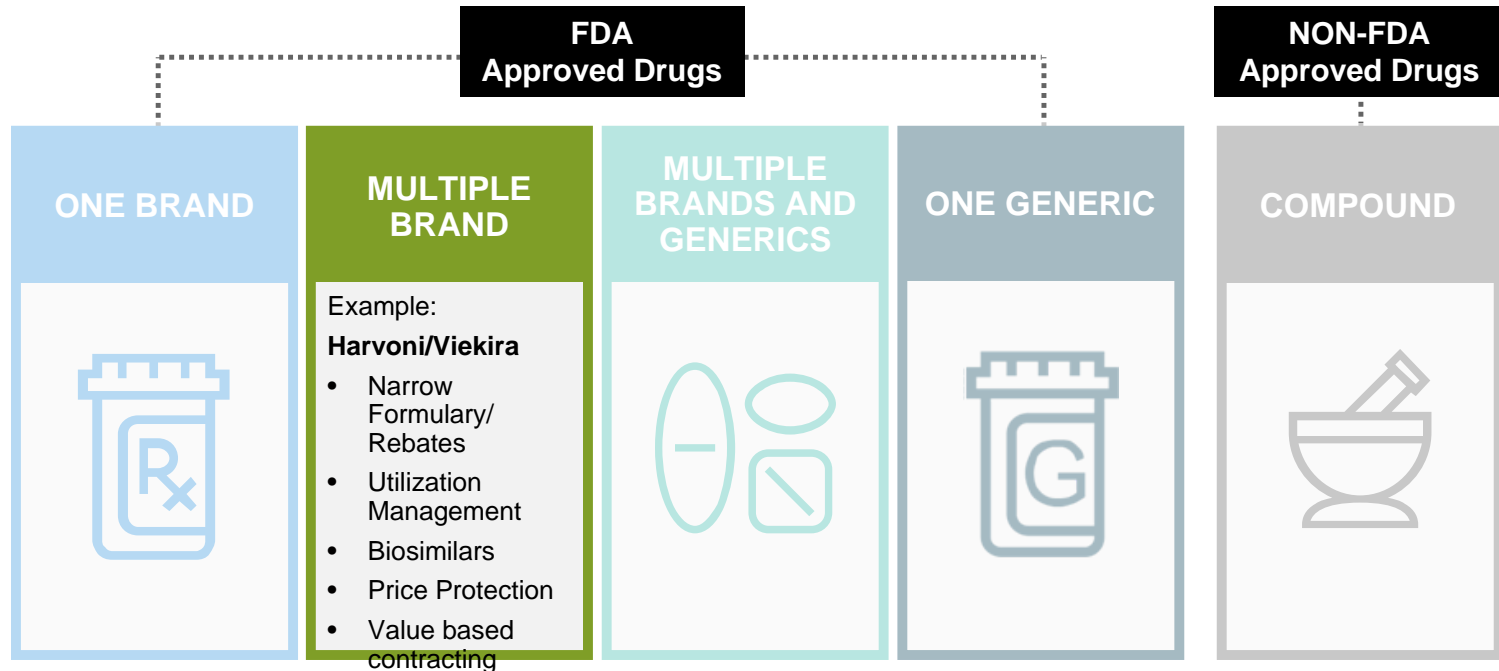 FDA
Approved Drugs
NON-FDA
Approved Drugs
ONE BRAND
MULTIPLE
BRAND
MULTIPLE
BRANDS AND
GENERICS
ONE GENERIC
COMPOUND
Example:
Harvoni/Viekira
• Narrow
Formulary/
Rebates
• Utilization
Management
• Biosimilars
• Price Protection
• Value based
contracting
Rx
G